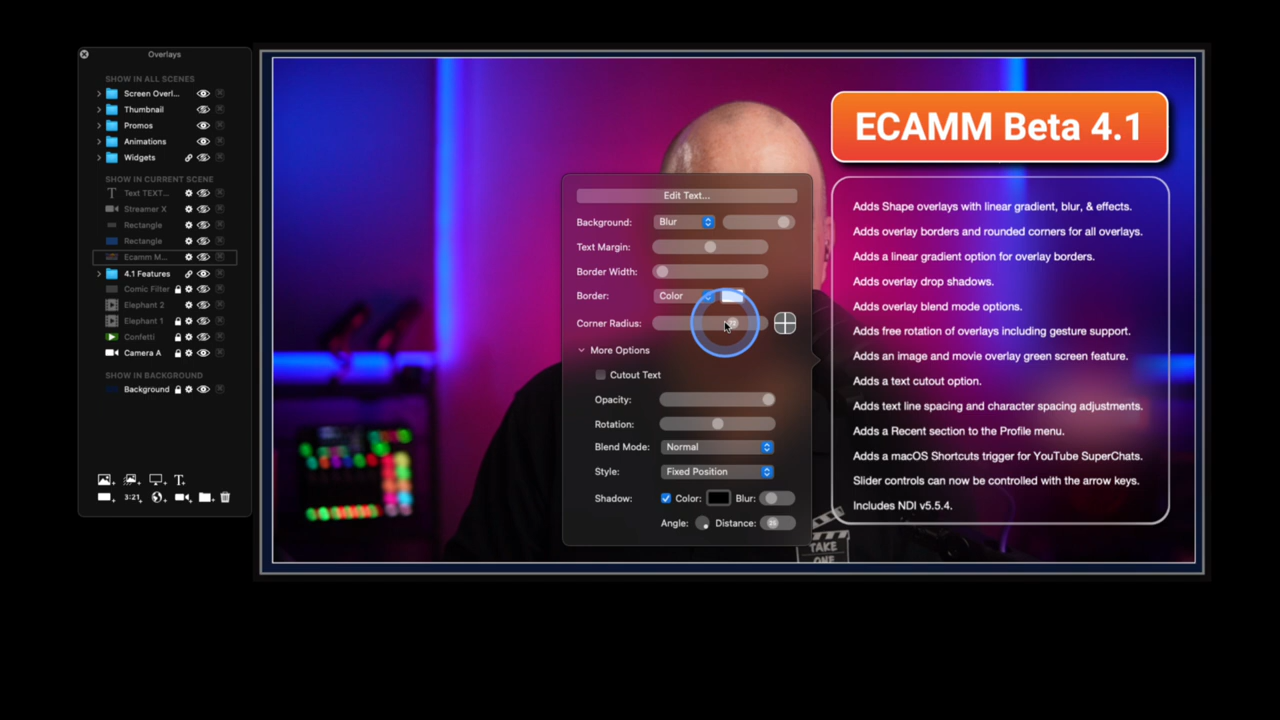 Overlays
SHOW IN ALL SCENES
Screen Overl...
Thumbnail
Promos
Animations
Widgets
SHOW IN CURRENT SCENE
Text TEXT...
Streamer X
Rectangle
Rectangle
Ecamm M...
4.1 Features
Comic Filter
Elephant 2
Elephant 1
Confetti
Camera A
SHOW IN BACKGROUND
Background
3:21
Edit Text...
Background: Blur
Text Margin:
Border Width:
Border: Color
Corner Radius:
More Options
Cutout Text
Opacity:
Rotation:
Blend Mode: Normal
Style: Fixed Position
Shadow: Color: Blur:
Angle: Distance:
ECAMM Beta 4.1
Adds Shape overlays with linear gradient, blur, & effects.
Adds overlay borders and rounded corners for all overlays.
Adds a linear gradient option for overlay borders.
Adds overlay drop shadows.
Adds overlay blend mode options.
Adds free rotation of overlays including gesture support.
Adds an image and movie overlay green screen feature.
Adds a text cutout option.
Adds text line spacing and character spacing adjustments.
Adds a Recent section to the Profile menu.
Adds a macOS Shortcuts trigger for YouTube SuperChats.
Slider controls can now be controlled with the arrow keys.
Includes NDI v5.5.4.
TAKE
ONE